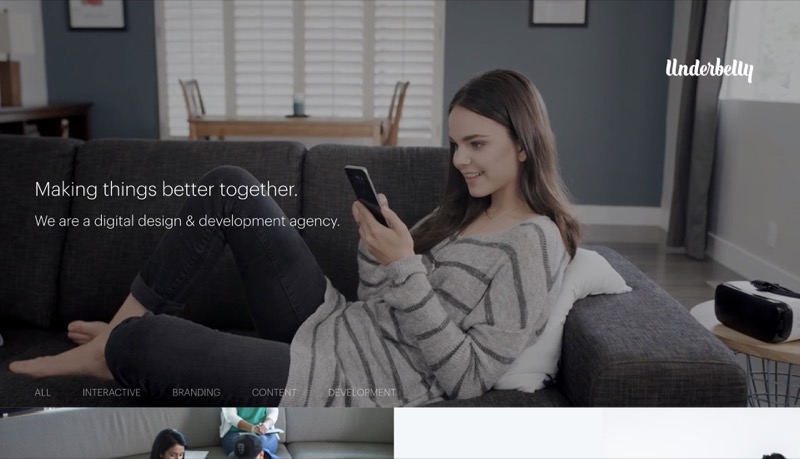 Underbelly
Making things better together.
We are a digital design & development agency.
ALL INTERACTIVE BRANDING CONTENT DEVELOPMENT